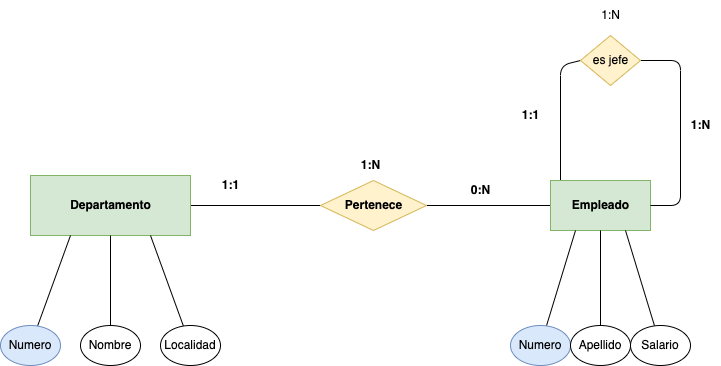 1:N
es jefe
1:1
1:N
1:N
1:1
0:N
Departamento
Pertenece
Empleado
Numero
Nombre
Localidad
Numero
Apellido
Salario